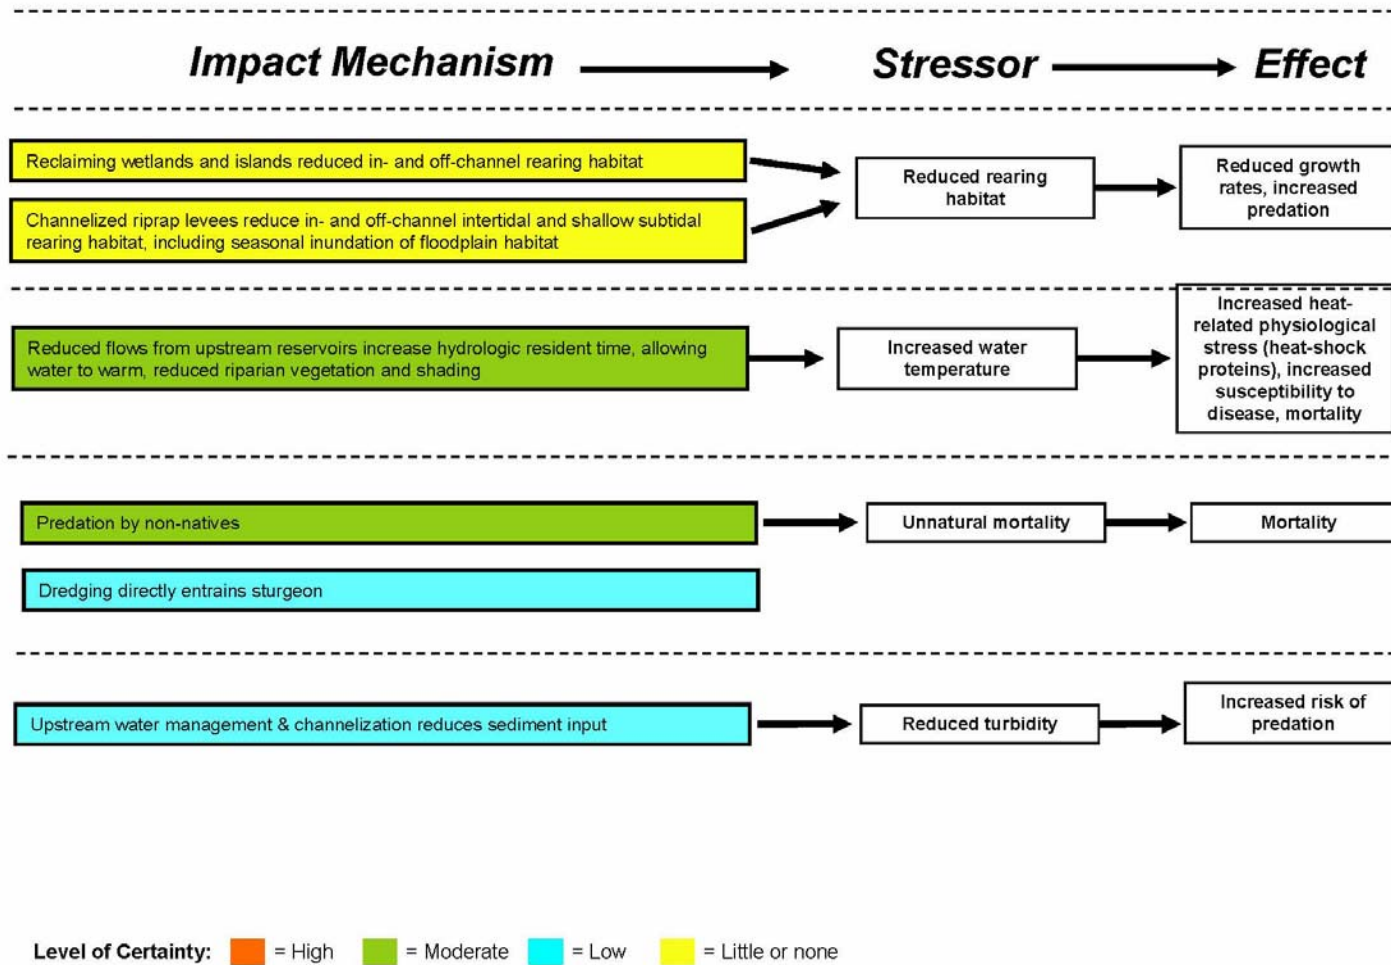 Impact Mechanism Stressor Effect
Reclaiming wetlands and islands reduced in- and off-channel rearing habitat
Channelized riprap levees reduce in- and off-channel intertidal and shallow subtidal
rearing habitat, including seasonal inundation of floodplain habitat
Reduced rearing
habitat
Reduced growth
rates, increased
predation
Reduced flows from upstream reservoirs increase hydrologic resident time, allowing
water to warm, reduced riparian vegetation and shading
Increased water
temperature
Increased heat-
related physiological
stress (heat-shock
proteins), increased
susceptibility to
disease, mortality
Predation by non-natives
Unnatural mortality
Mortality
Dredging directly entrains sturgeon
Upstream water management & channelization reduces sediment input
Reduced turbidity
Increased risk of
predation
Level of Certainty: = High = Moderate = Low = Little or none